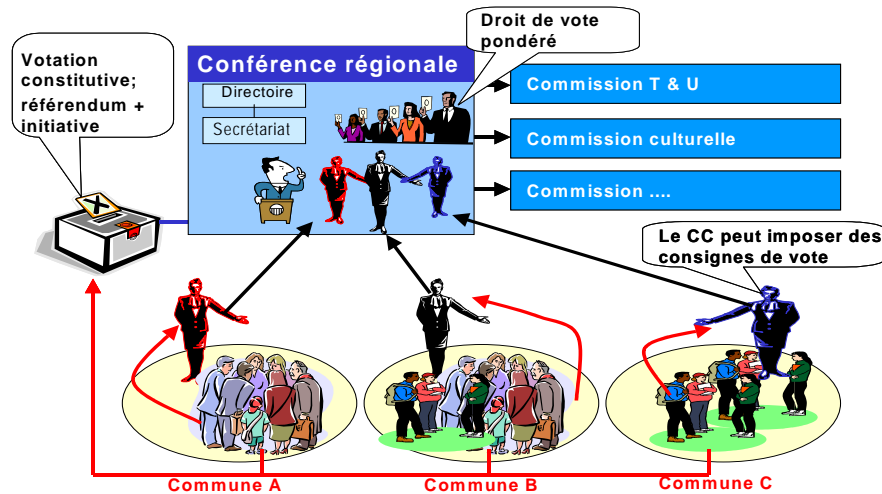 Droit de vote
pondéré
Votation
constitutive;
référendum +
initiative
Conférence régionale
Directoire
Secrétariat
Commission T & U
Commission culturelle
Commission ....
Le CC peut imposer des
consignes de vote
Commune A
Commune B
Commune C